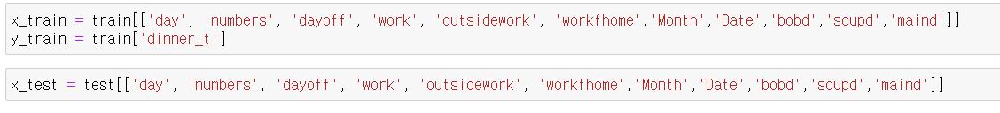 x_train = train[['day', 'numbers', 'dayoff', 'work', 'outsidework', 'workfhome','Month','Date','bobd','soupd','maind']]
y_train = train['dinner_t']
x_test = test[['day', 'numbers', 'dayoff', 'work', 'outsidework', 'workfhome','Month','Date','bobd','soupd','maind']]